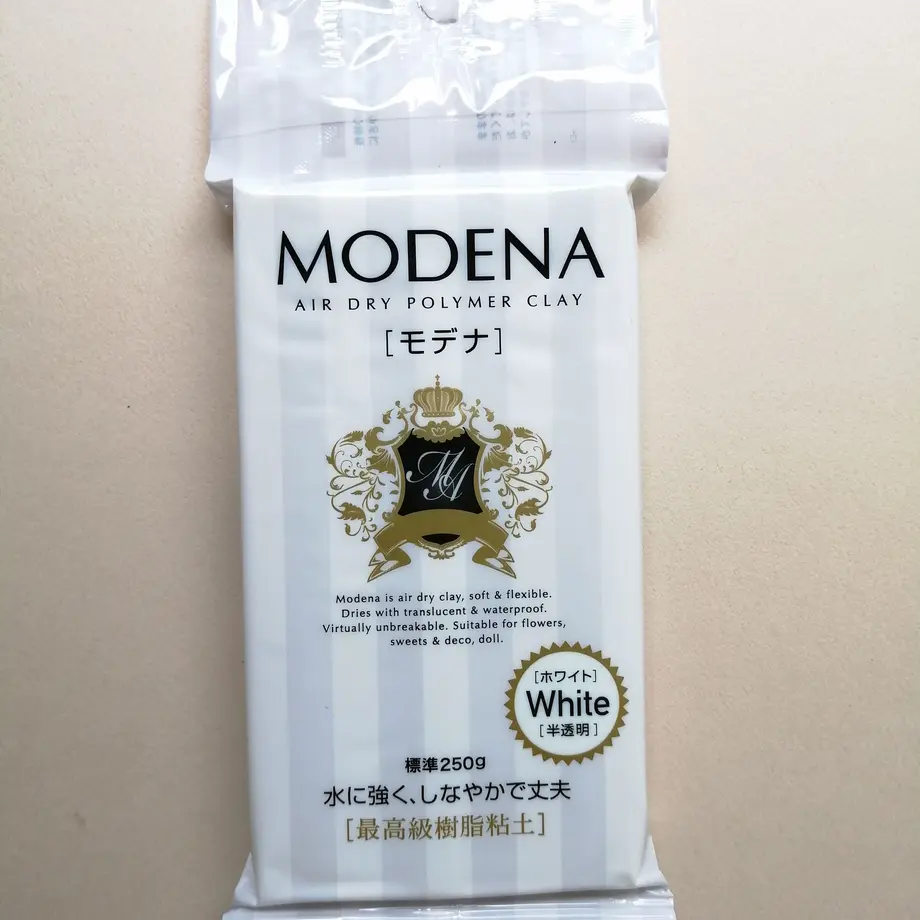 MODENA
AIR DRY POLYMER CLAY
[モデナ]
MA
Modena is air dry clay, soft & flexible.
Dries with translucent & waterproof.
Virtually unbreakable. Suitable for flowers,
sweets & deco, doll.
[ホワイト]
White
[半透明]
標準250g
水に強く、しなやかで丈夫
[最高級樹脂粘土]